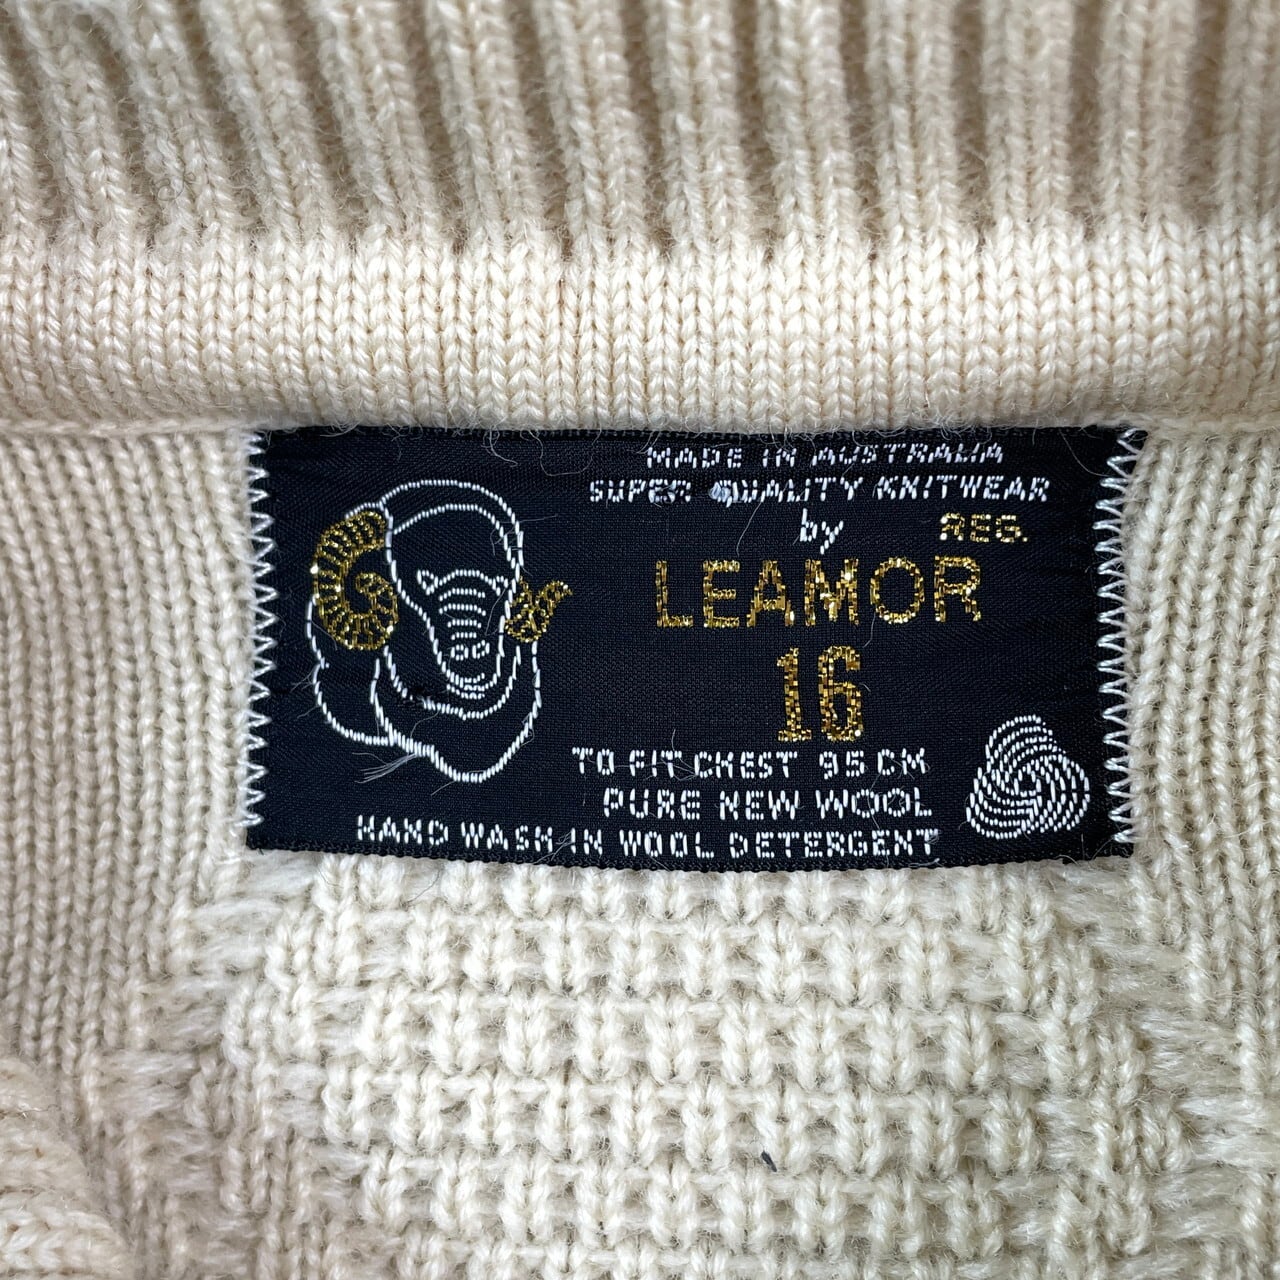 MADE IN AUSTRALIA
SUPER QUALITY KNITWEAR
by REG.
LEAMOR
16
TO FIT CHEST 95 CM
PURE NEW WOOL
HAND WASH IN WOOL DETERGENT